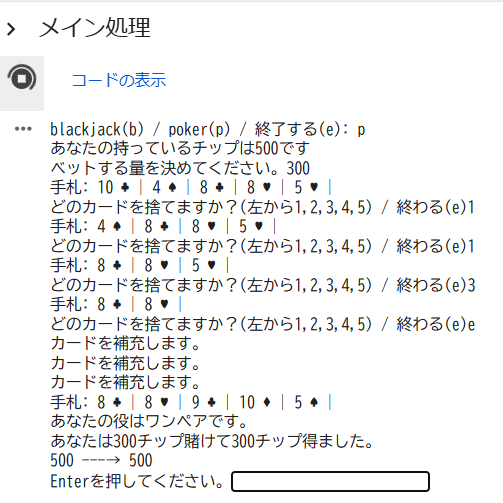 メイン処理
コードの表示
blackjack(b) / poker(p) / 終了する(e): p
あなたの持っているチップは500です
ベットする量を決めてください。300
手札: 10 ♣ | 4 ♠ | 8 ♣ | 8 ♥ | 5 ♥ |
どのカードを捨てますか？(左から1,2,3,4,5) / 終わる(e)1
手札: 4 ♠ | 8 ♣ | 8 ♥ | 5 ♥ |
どのカードを捨てますか？(左から1,2,3,4,5) / 終わる(e)1
手札: 8 ♣ | 8 ♥ | 5 ♥ |
どのカードを捨てますか？(左から1,2,3,4,5) / 終わる(e)3
手札: 8 ♣ | 8 ♥ |
どのカードを捨てますか？(左から1,2,3,4,5) / 終わる(e)e
カードを補充します。
カードを補充します。
カードを補充します。
手札: 8 ♣ | 8 ♥ | 9 ♣ | 10 ♦ | 5 ♠ |
あなたの役はワンペアです。
あなたは300チップ賭けて300チップ得ました。
500 ---→ 500
Enterを押してください。